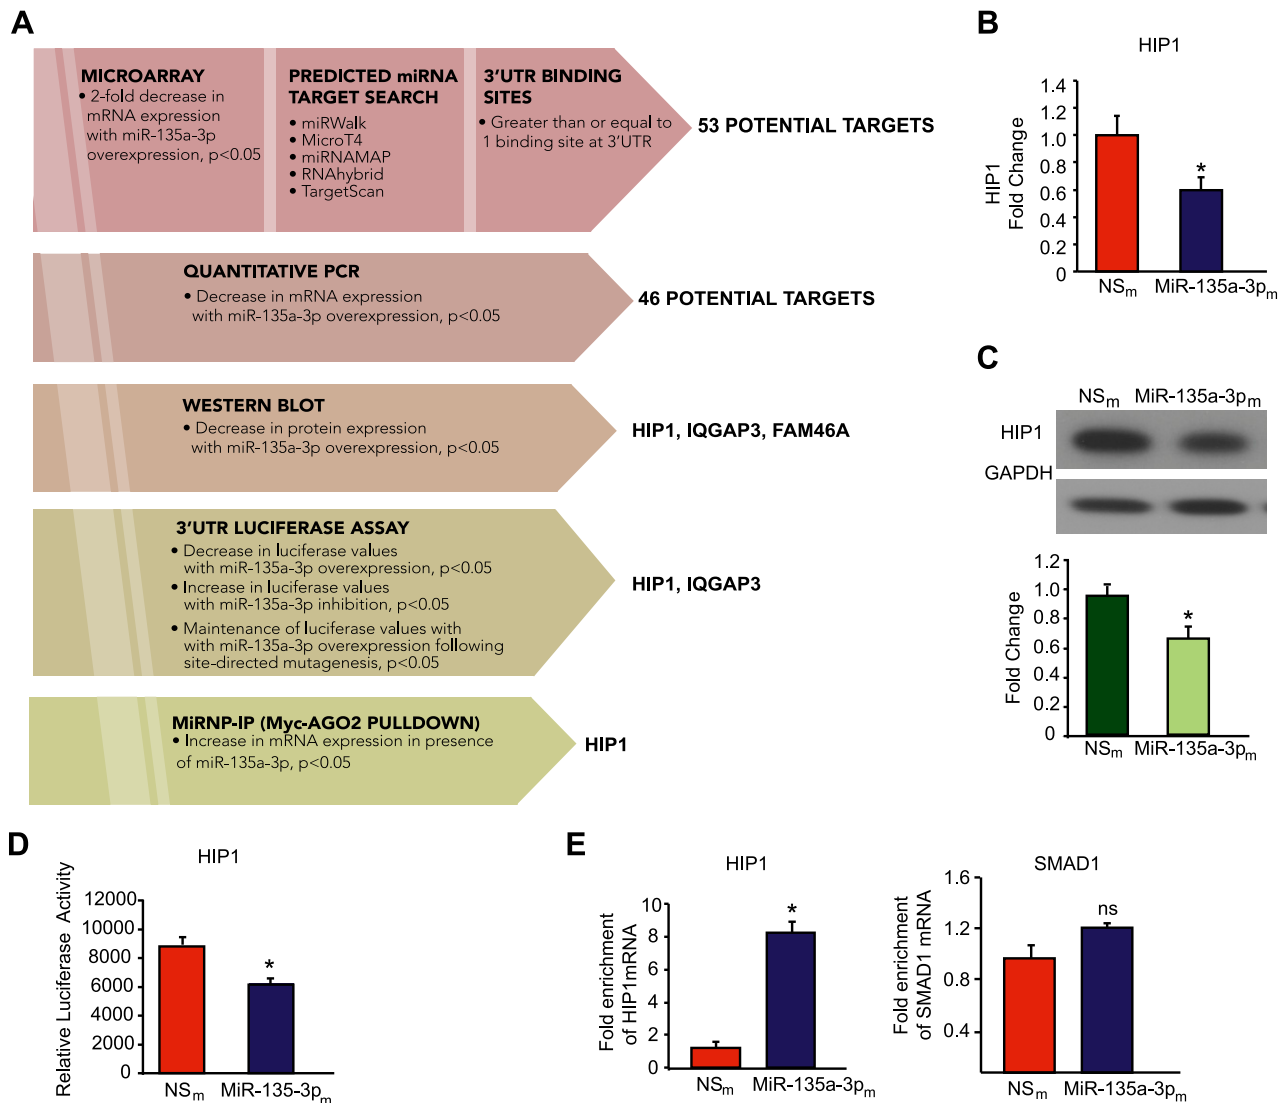 A
MICROARRAY
• 2-fold decrease in
mRNA expression
with miR-135a-3p
overexpression, p<0.05
PREDICTED miRNA
TARGET SEARCH
• miRWalk
• MicroT4
• miRNAMAP
• RNAhybrid
• TargetScan
3'UTR BINDING
SITES
• Greater than or equal to
1 binding site at 3'UTR
53 POTENTIAL TARGETS
QUANTITATIVE PCR
• Decrease in mRNA expression
with miR-135a-3p overexpression, p<0.05
46 POTENTIAL TARGETS
WESTERN BLOT
• Decrease in protein expression
with miR-135a-3p overexpression, p<0.05
HIP1, IQGAP3, FAM46A
3'UTR LUCIFERASE ASSAY
• Decrease in luciferase values
with miR-135a-3p overexpression, p<0.05
• Increase in luciferase values
with miR-135a-3p inhibition, p<0.05
• Maintenance of luciferase values with
with miR-135a-3p overexpression following
site-directed mutagenesis, p<0.05
HIP1, IQGAP3
MiRNP-IP (Myc-AGO2 PULLDOWN)
• Increase in mRNA expression in presence
of miR-135a-3p, p<0.05
HIP1
B
HIP1
HIP1
Fold Change
1.4
1.2
1.0
0.8
0.6
0.4
0.2
0
*
NSm MiR-135a-3pm
C
NSm MiR-135a-3pm
HIP1
GAPDH
Fold Change
1.2
1.0
0.8
0.6
0.4
0.2
0
*
NSm MiR-135a-3pm
D
HIP1
Relative Luciferase Activity
12000
10000
8000
6000
4000
2000
0
*
NSm MiR-135-3pm
E
HIP1
Fold enrichment
of HIP1mRNA
10
8
6
4
2
0
*
NSm MiR-135a-3pm
SMAD1
Fold enrichment
of SMAD1 mRNA
1.6
1.2
0.8
0.4
ns
NSm MiR-135a-3pm